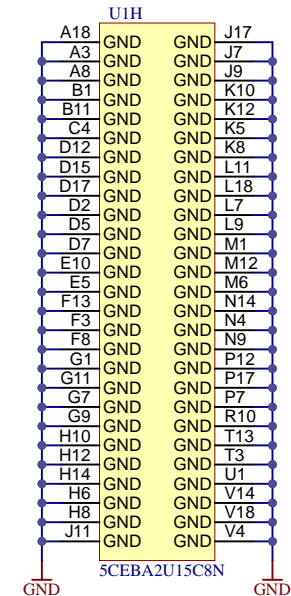 U1H
A18 GND GND J17
A3 GND GND J7
A8 GND GND J9
B1 GND GND K10
B11 GND GND K12
C4 GND GND K5
D12 GND GND K8
D15 GND GND L11
D17 GND GND L18
D2 GND GND L7
D5 GND GND L9
D7 GND GND M1
E10 GND GND M12
E5 GND GND M6
F13 GND GND N14
F3 GND GND N4
F8 GND GND N9
G1 GND GND P12
G11 GND GND P17
G7 GND GND P7
G9 GND GND R10
H10 GND GND T13
H12 GND GND T3
H14 GND GND U1
H6 GND GND V14
H8 GND GND V18
J11 GND GND V4
5CEBA2U15C8N
GND GND